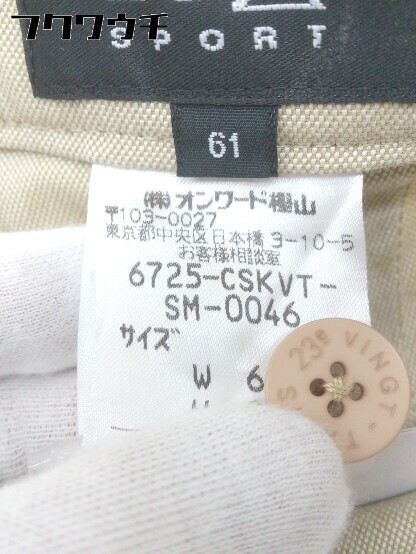 フクワウチ
SPORT
61
(株)オンワード樫山
〒103-0027
東京都中央区日本橋3-10-5
お客様相談室
6725-CSKVT-
SM-0046
サイズ
W 6
23e VINGT